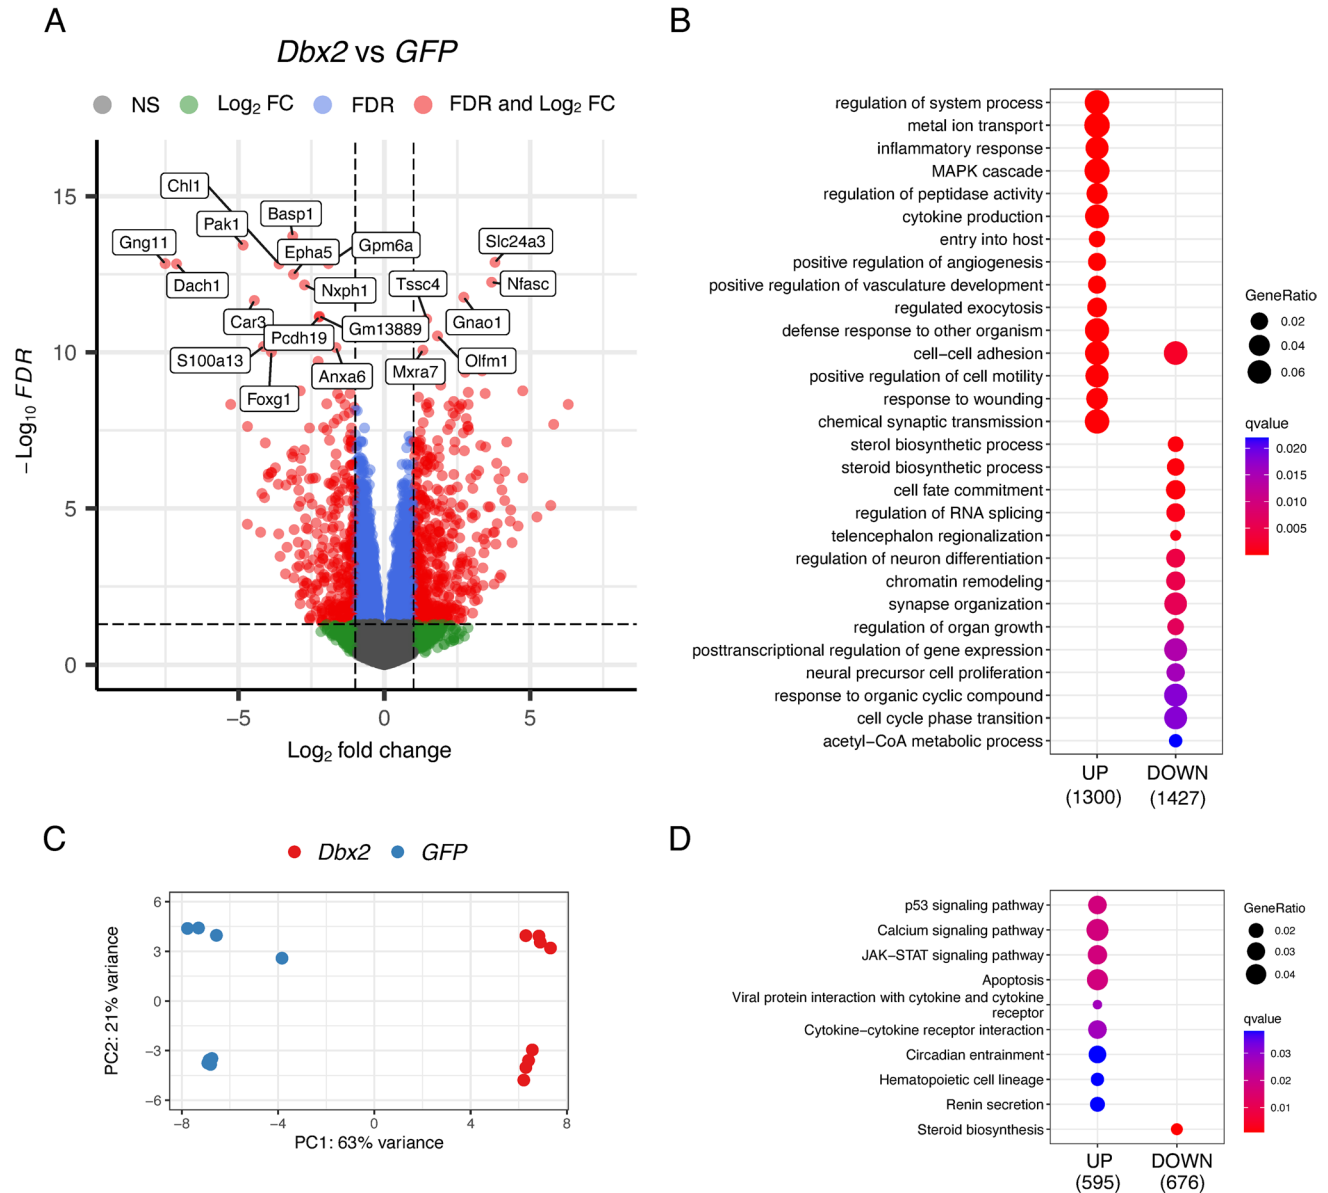 A
Dbx2 vs GFP
NS
Log2 FC
FDR
FDR and Log2 FC
−Log10 FDR
15
10
5
0
Chl1
Pak1
Basp1
Gng11
Epha5
Gpm6a
Slc24a3
Dach1
Nxph1
Tssc4
Nfasc
Car3
Pcdh19
Gm13889
Gnao1
S100a13
Anxa6
Mxra7
Olfm1
Foxg1
−5
0
5
Log2 fold change
B
regulation of system process
metal ion transport
inflammatory response
MAPK cascade
regulation of peptidase activity
cytokine production
entry into host
positive regulation of angiogenesis
positive regulation of vasculature development
regulated exocytosis
defense response to other organism
cell−cell adhesion
positive regulation of cell motility
response to wounding
chemical synaptic transmission
sterol biosynthetic process
steroid biosynthetic process
cell fate commitment
regulation of RNA splicing
telencephalon regionalization
regulation of neuron differentiation
chromatin remodeling
synapse organization
regulation of organ growth
posttranscriptional regulation of gene expression
neural precursor cell proliferation
response to organic cyclic compound
cell cycle phase transition
acetyl−CoA metabolic process
UP
(1300)
DOWN
(1427)
GeneRatio
0.02
0.04
0.06
qvalue
0.020
0.015
0.010
0.005
C
Dbx2
GFP
PC2: 21% variance
6
3
0
−3
−6
−8
−4
0
4
8
PC1: 63% variance
D
p53 signaling pathway
Calcium signaling pathway
JAK−STAT signaling pathway
Apoptosis
Viral protein interaction with cytokine and cytokine
receptor
Cytokine−cytokine receptor interaction
Circadian entrainment
Hematopoietic cell lineage
Renin secretion
Steroid biosynthesis
UP
(595)
DOWN
(676)
GeneRatio
0.02
0.03
0.04
qvalue
0.03
0.02
0.01